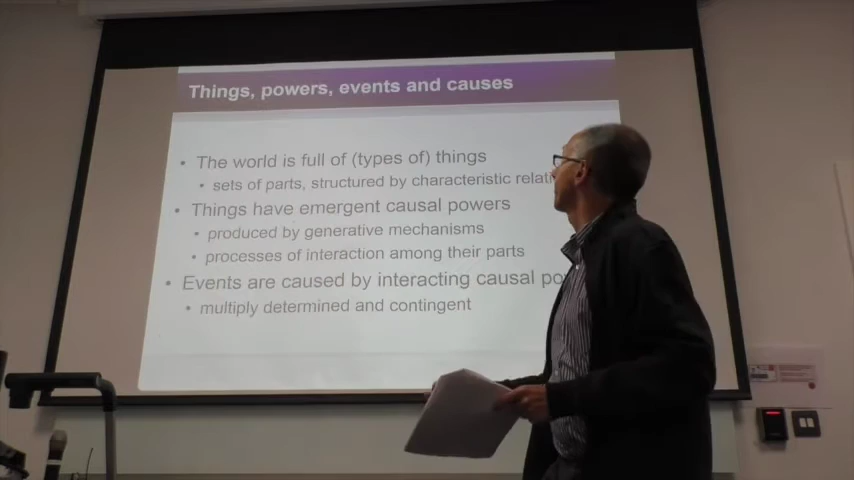 Things, powers, events and causes
• The world is full of (types of) things
• sets of parts, structured by characteristic relati
• Things have emergent causal powers
• produced by generative mechanisms
• processes of interaction among their parts
• Events are caused by interacting causal po
• multiply determined and contingent